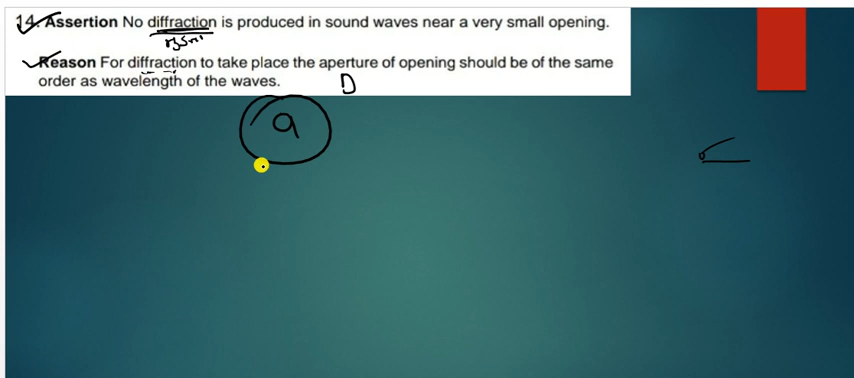 14. Assertion No diffraction is produced in sound waves near a very small opening.
Reason For diffraction to take place the aperture of opening should be of the same
order as wavelength of the waves.
D
a